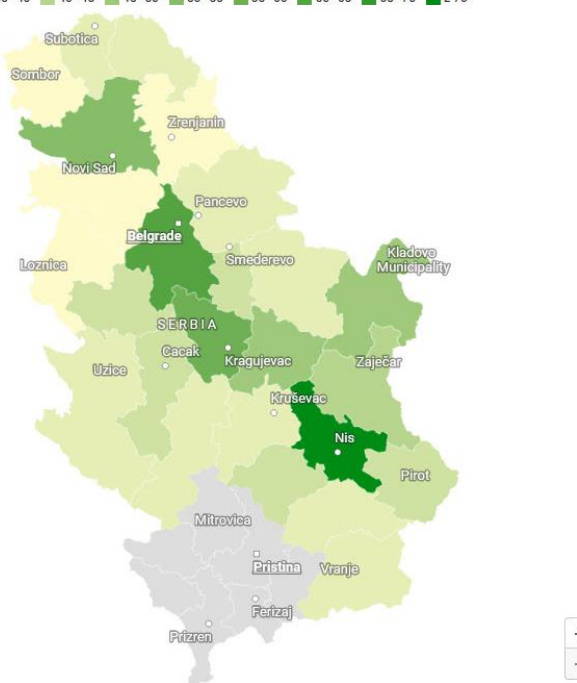 Subotica
Sombor
Zrenjanin
Novi Sad
Pancevo
Belgrade
Loznica
Smederevo
Kladovo
Municipality
SERBIA
Cacak
Kragujevac
Zaječar
Uzice
Kruševac
Nis
Pirot
Mitrovica
Pristina
Vranje
Ferizaj
Prizren